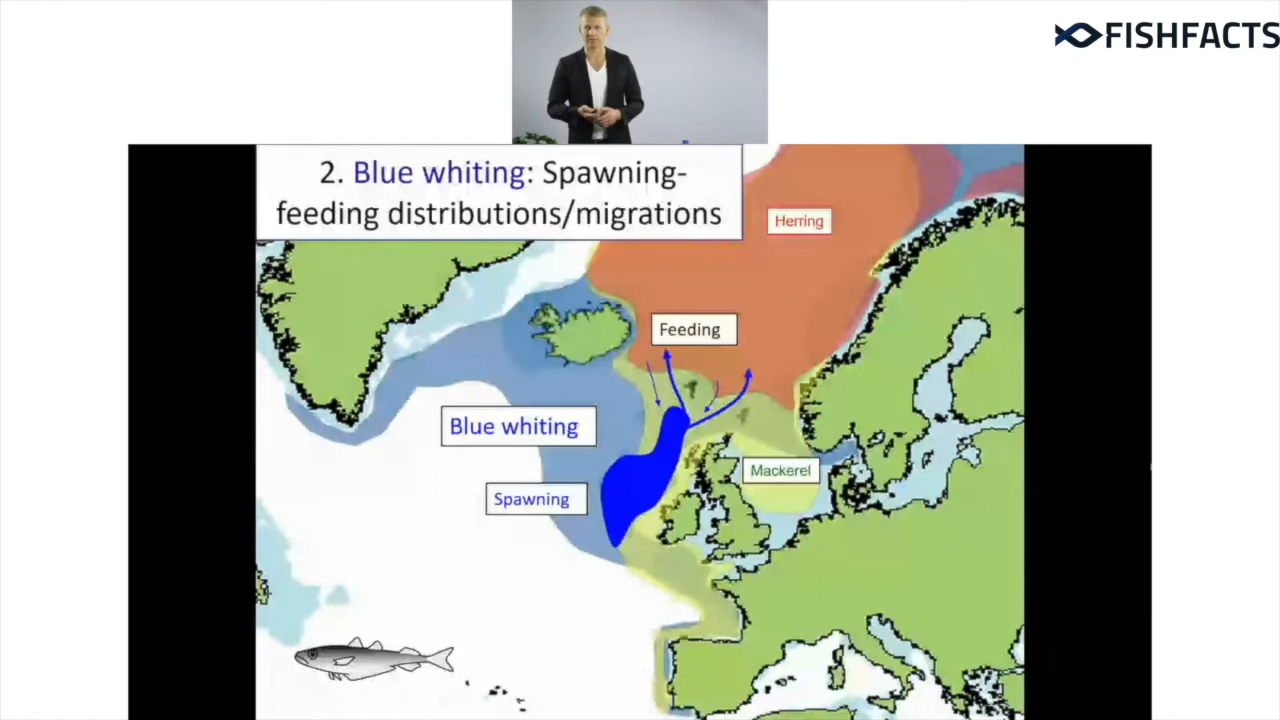 FISHFACTS
2. Blue whiting: Spawning-
feeding distributions/migrations
Herring
Feeding
Blue whiting
Mackerel
Spawning